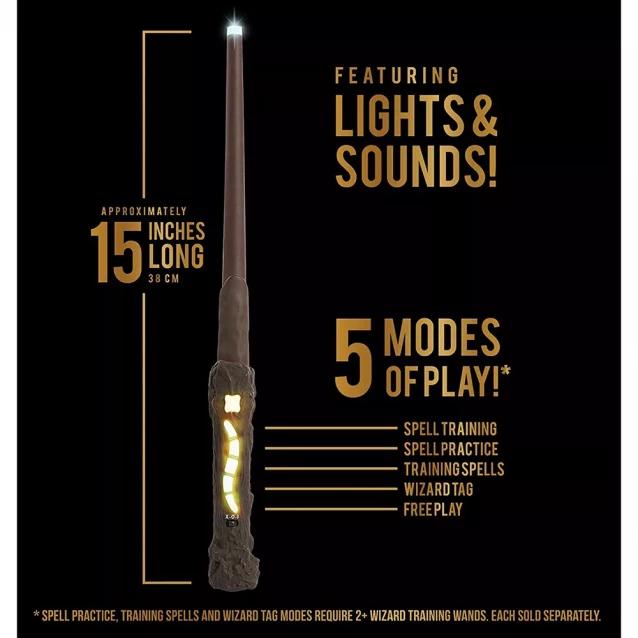 FEATURING
LIGHTS &
SOUNDS!
APPROXIMATELY
15 INCHES
LONG
38 CM
5 MODES
OF PLAY!*
SPELL TRAINING
SPELL PRACTICE
TRAINING SPELLS
WIZARD TAG
FREE PLAY
* SPELL PRACTICE, TRAINING SPELLS AND WIZARD TAG MODES REQUIRE 2+ WIZARD TRAINING WANDS. EACH SOLD SEPARATELY.